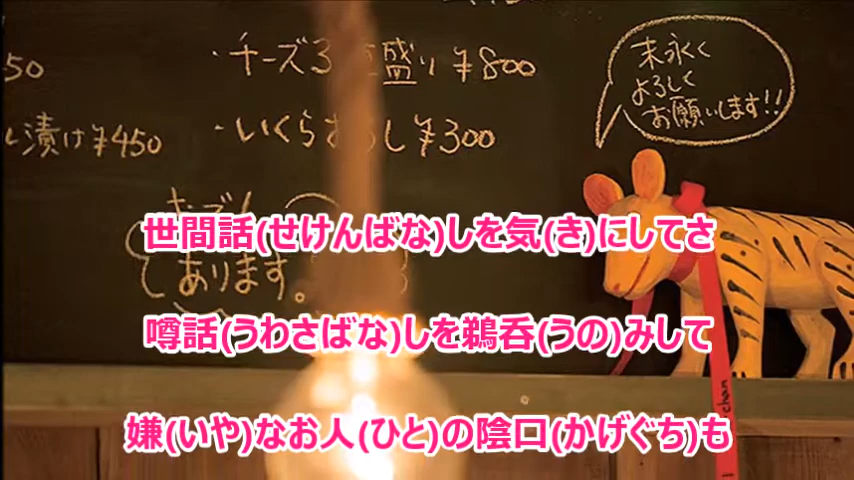 50
・チーズ3 盛り ¥800
末永く
よろしく
お願いします!!
し漬け ¥450
・いくらおろし ¥300
おでん
あります。
世間話(せけんばな)しを気(き)にしてさ
噂話(うわさばな)しを鵜呑(うの)みして
嫌(いや)なお人(ひと)の陰口(かげぐち)も
chan